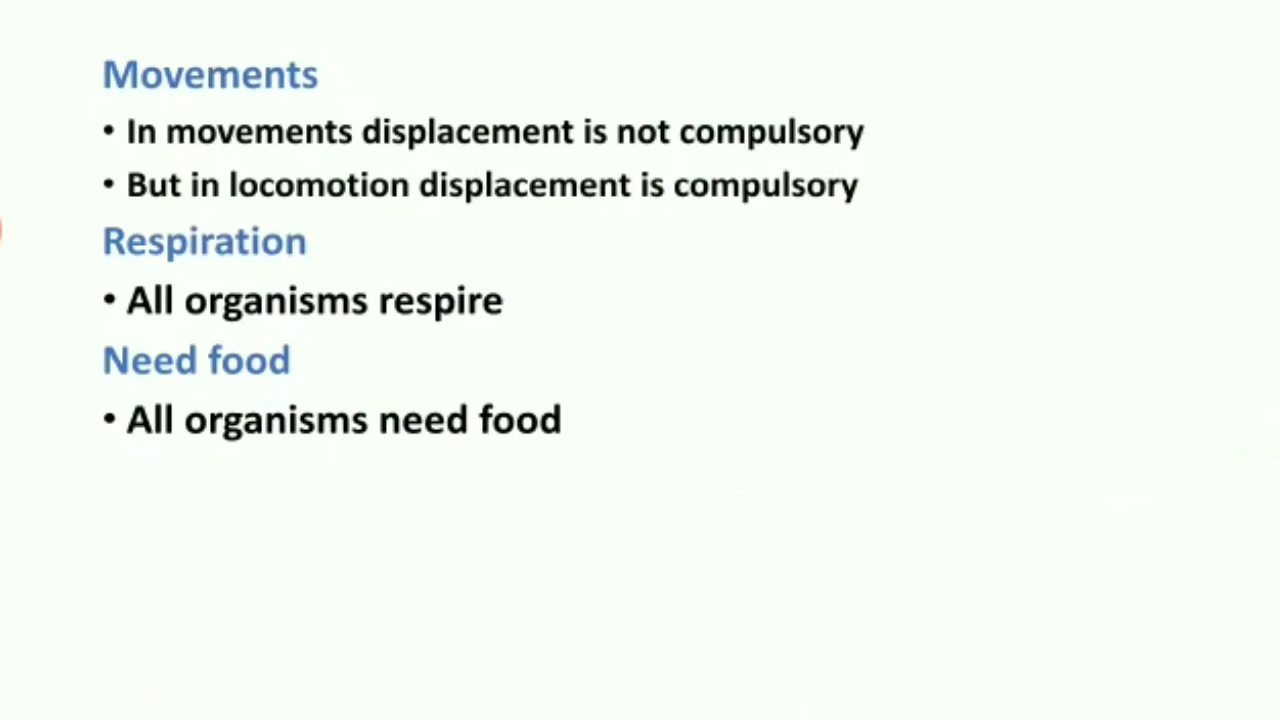 Movements
• In movements displacement is not compulsory
• But in locomotion displacement is compulsory
Respiration
• All organisms respire
Need food
• All organisms need food